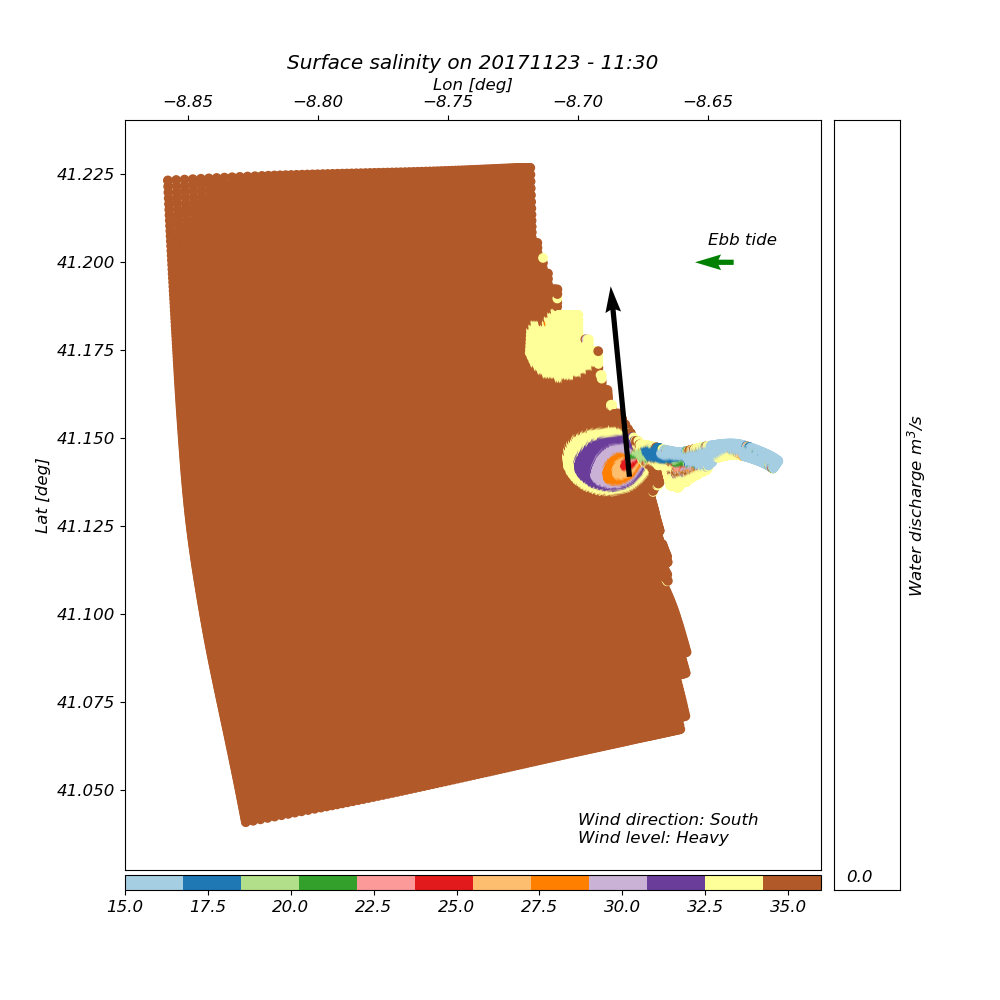 Surface salinity on 20171123 - 11:30
Lon [deg]
−8.85 −8.80 −8.75 −8.70 −8.65
41.225
Ebb tide
41.200
41.175
41.150
Lat [deg]
41.125
41.100
41.075
41.050
Water discharge m³/s
Wind direction: South
Wind level: Heavy
0.0
15.0 17.5 20.0 22.5 25.0 27.5 30.0 32.5 35.0